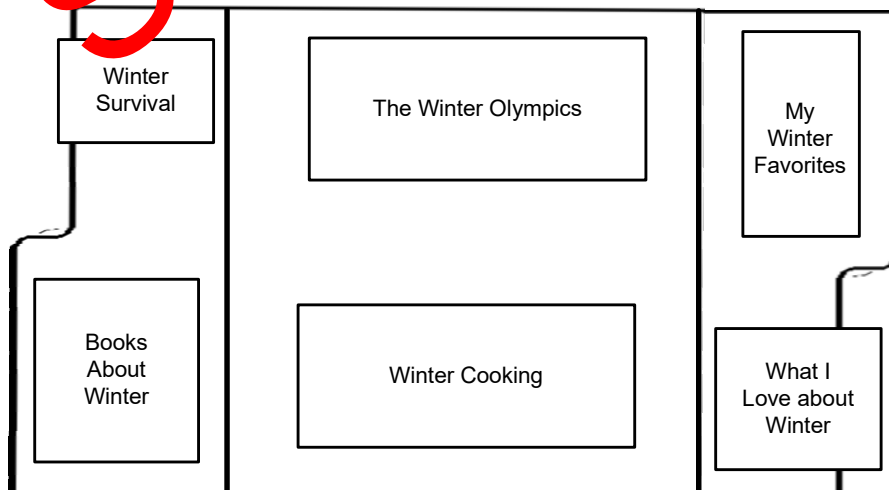 Winter
Survival
The Winter Olympics
My
Winter
Favorites
Books
About
Winter
Winter Cooking
What I
Love about
Winter